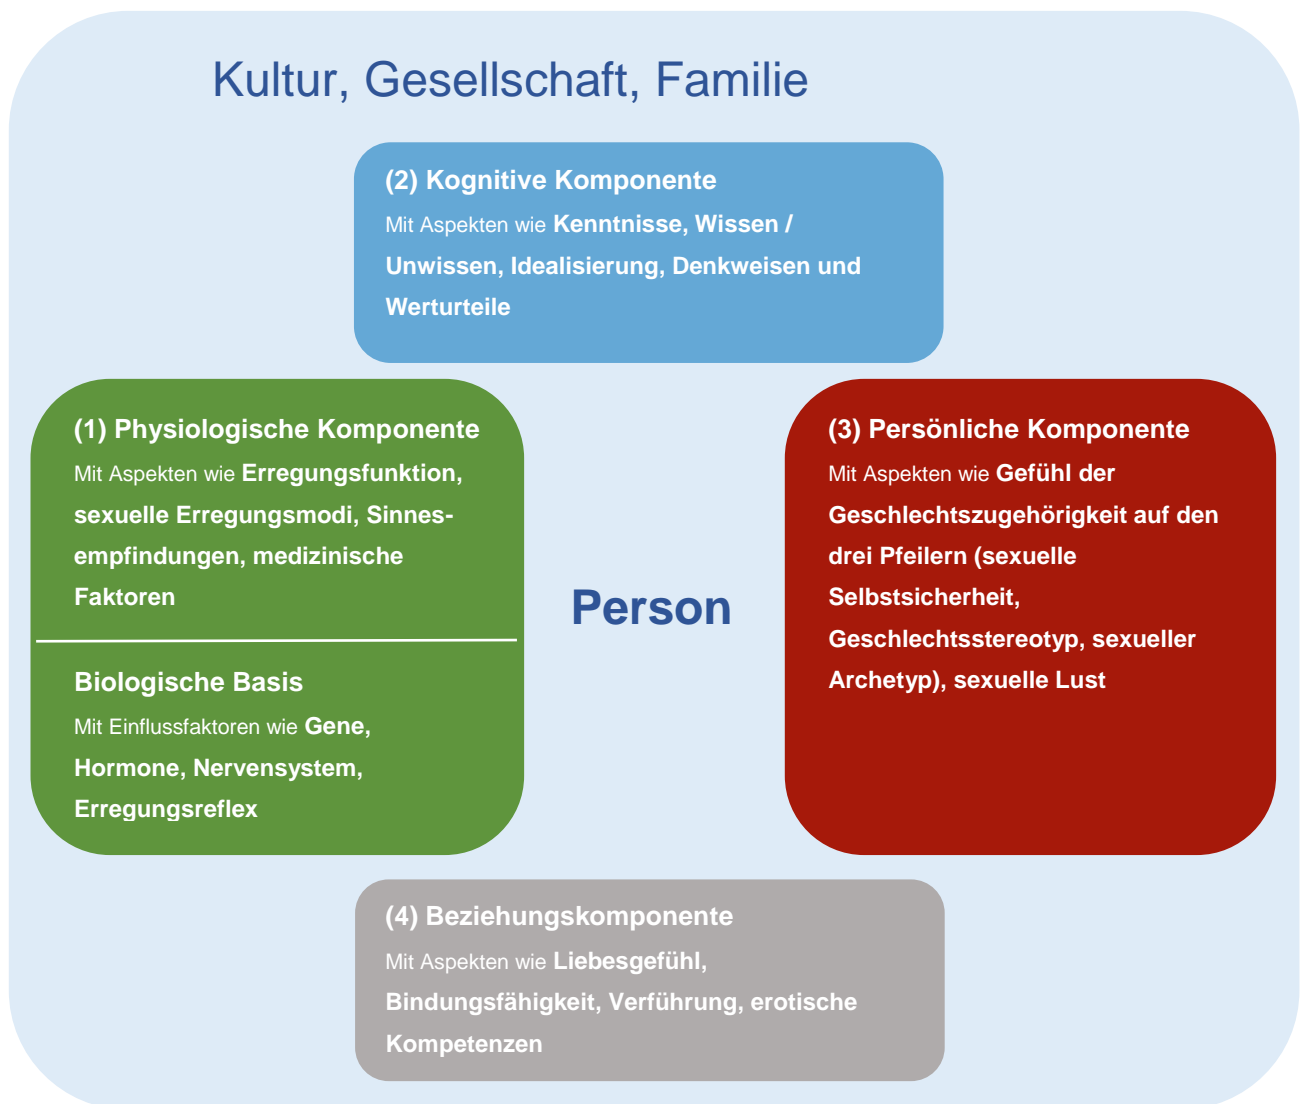 Kultur, Gesellschaft, Familie
(2) Kognitive Komponente
Mit Aspekten wie Kenntnisse, Wissen /
Unwissen, Idealisierung, Denkweisen und
Werturteile
(1) Physiologische Komponente
Mit Aspekten wie Erregungsfunktion,
sexuelle Erregungsmodi, Sinnes-
empfindungen, medizinische
Faktoren
Biologische Basis
Mit Einflussfaktoren wie Gene,
Hormone, Nervensystem,
Erregungsreflex
Person
(3) Persönliche Komponente
Mit Aspekten wie Gefühl der
Geschlechtszugehörigkeit auf den
drei Pfeilern (sexuelle
Selbstsicherheit,
Geschlechtsstereotyp, sexueller
Archetyp), sexuelle Lust
(4) Beziehungskomponente
Mit Aspekten wie Liebesgefühl,
Bindungsfähigkeit, Verführung, erotische
Kompetenzen